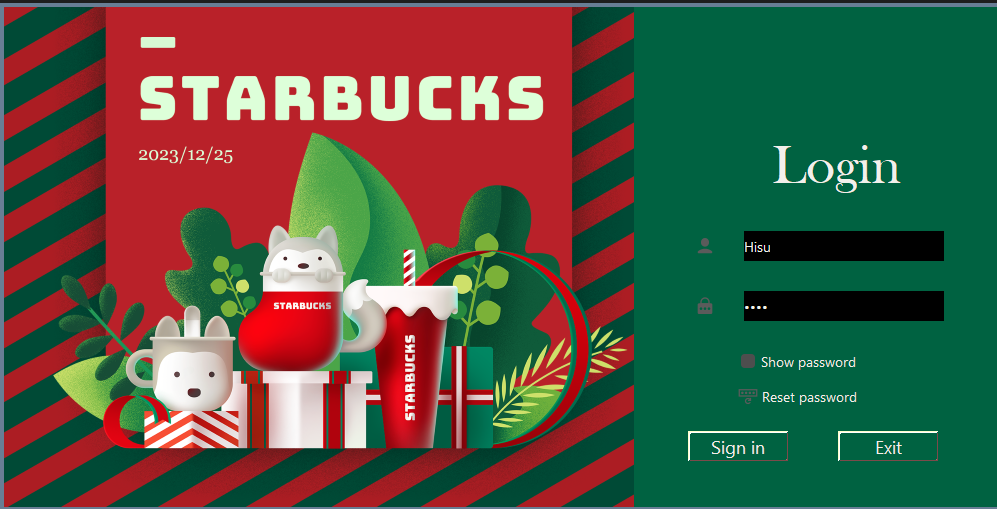 STARBUCKS
2023/12/25
STARBUCKS
STARBUCKS
Login
Hisu
••••
Show password
Reset password
Sign in
Exit